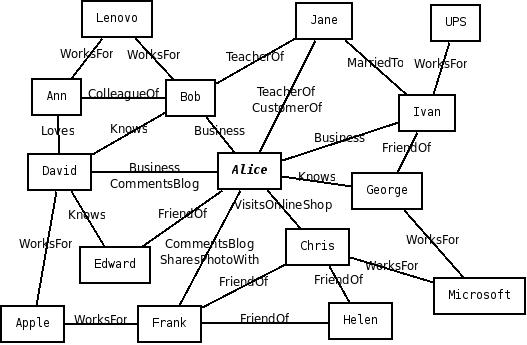 Lenovo
Jane
UPS
WorksFor
WorksFor
TeacherOf
MarriedTo
WorksFor
Ann
ColleagueOf
Bob
TeacherOf
CustomerOf
Ivan
Loves
Knows
Business
Business
FriendOf
David
Business
CommentsBlog
Alice
Knows
George
Knows
FriendOf
VisitsOnlineShop
WorksFor
CommentsBlog
SharesPhotoWith
Chris
WorksFor
Edward
FriendOf
FriendOf
WorksFor
Microsoft
Apple
WorksFor
Frank
FriendOf
Helen